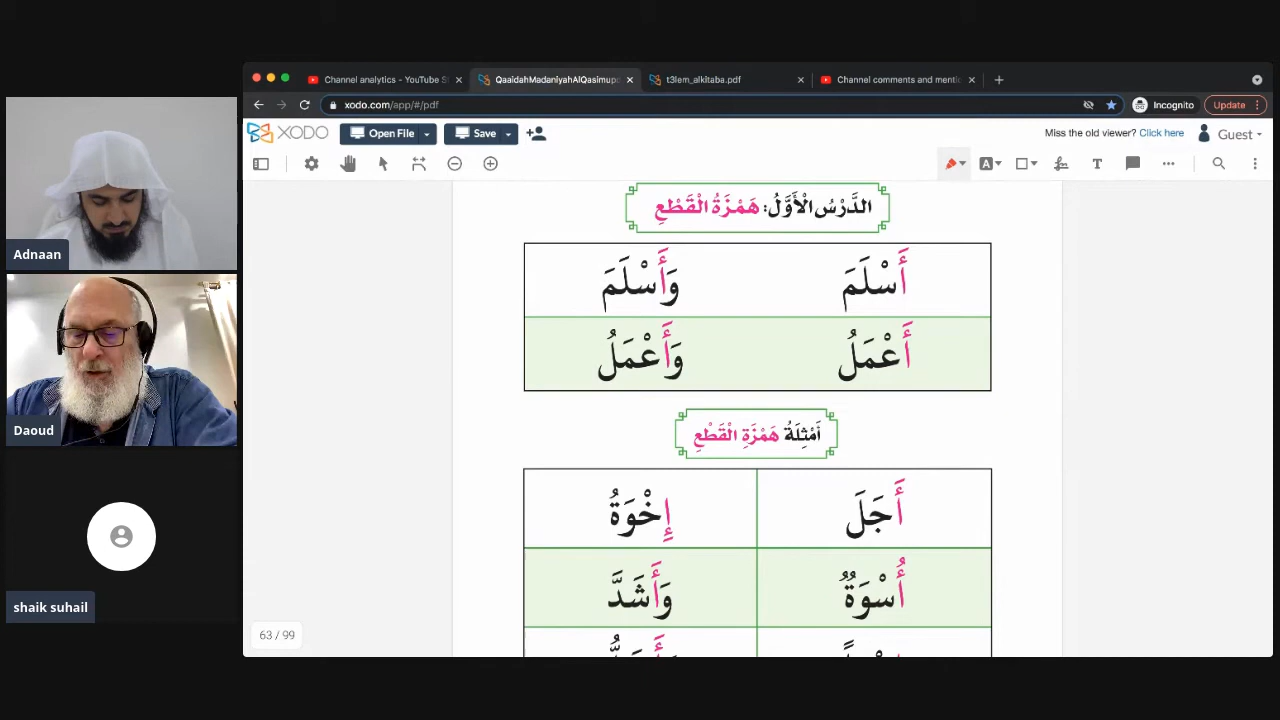 Channel analytics - YouTube S
QaaidahMadaniyahAlQasimupd
t3lem_alkitaba.pdf
Channel comments and menti
xodo.com/app/#/pdf
Incognito
Update
XODO
Open File
Save
Miss the old viewer? Click here
Guest
A
T
الدَّرْسُ الْأَوَّلُ: هَمْزَةُ الْقَطْعِ
أَسْلَمَ وَأَسْلَمَ
أَعْمَلُ وَأَعْمَلُ
أَمْثِلَةُ هَمْزَةِ الْقَطْعِ
أَجَلَ إِخْوَةُ
أُسْوَةٌ وَأَشَدَّ
63 / 99
Adnaan
Daoud
shaik suhail